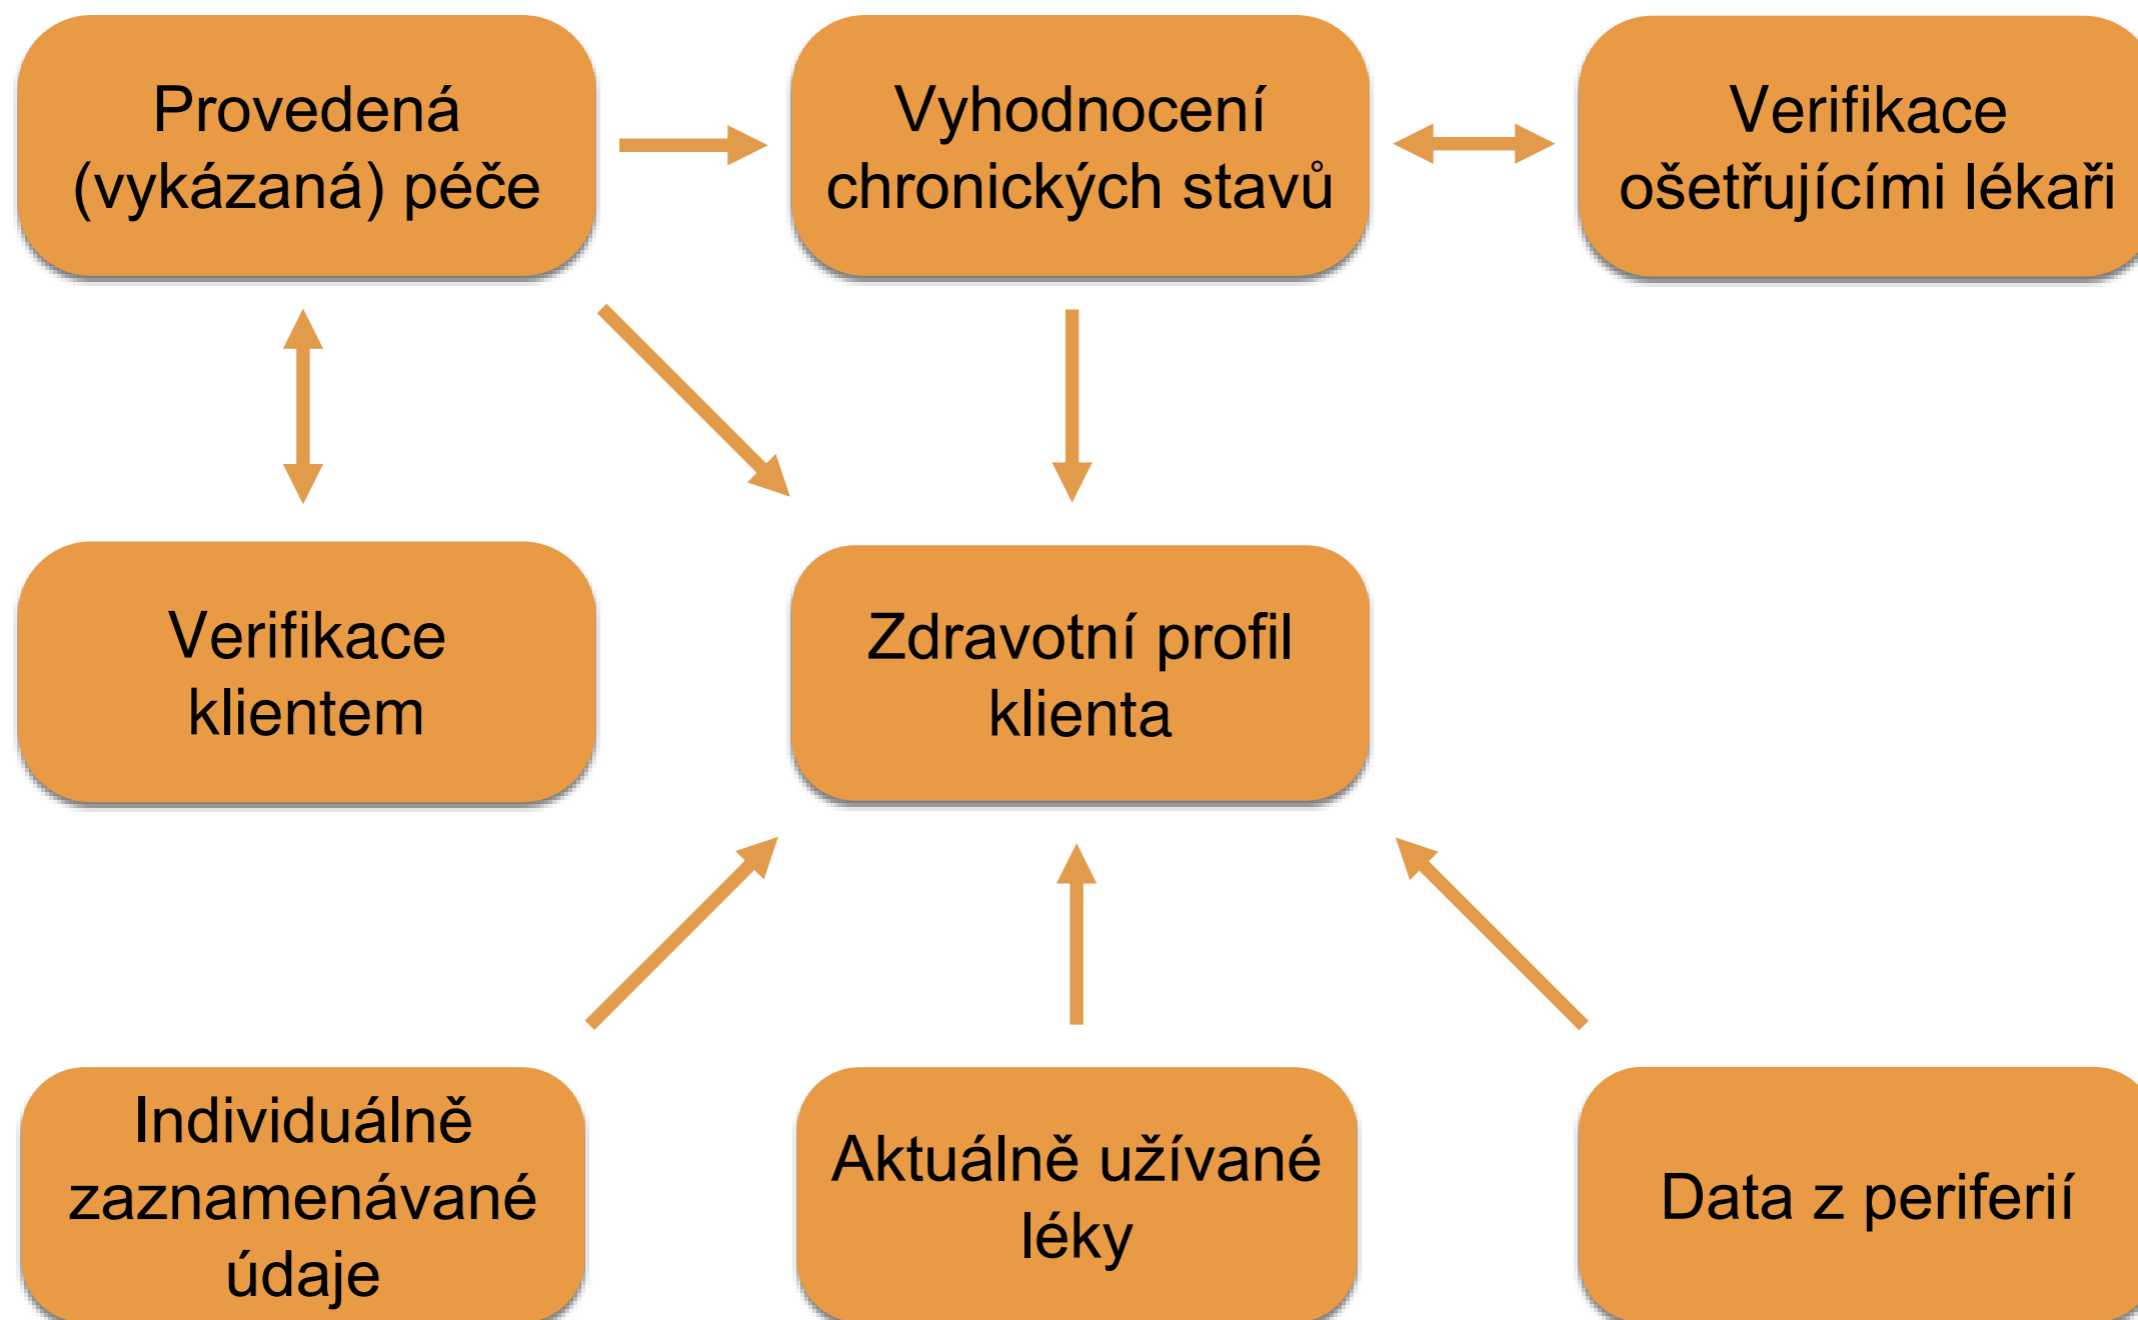 Provedená
(vykázaná) péče
Vyhodnocení
chronických stavů
Verifikace
ošetřujícími lékaři
Verifikace
klientem
Zdravotní profil
klienta
Individuálně
zaznamenávané
údaje
Aktuálně užívané
léky
Data z periferií